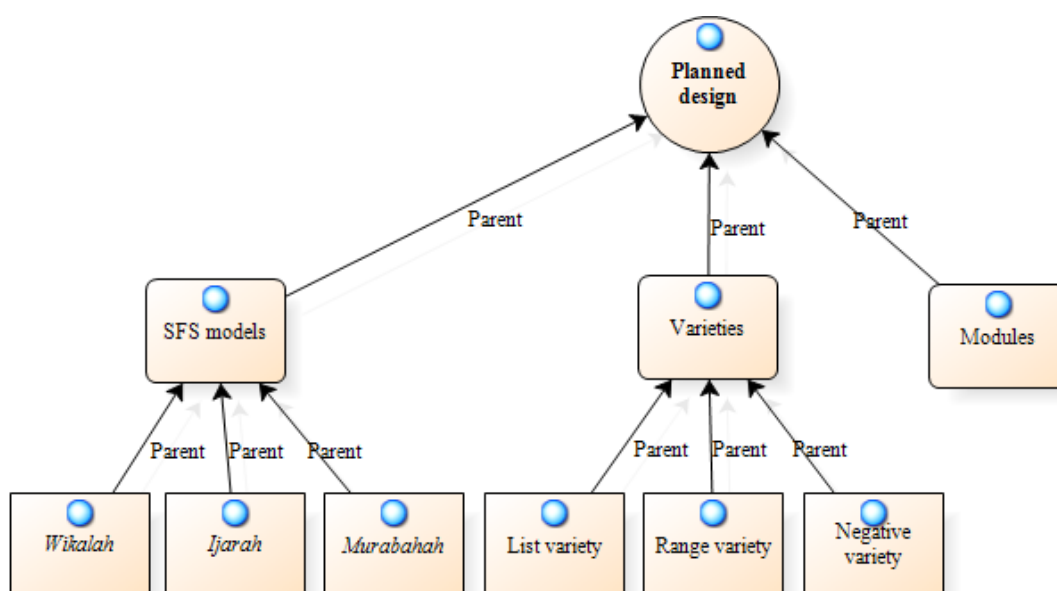 Planned
design
Parent
Parent
Parent
SFS models
Varieties
Modules
Parent
Parent
Parent
Parent
Parent
Parent
Wikalah
Ijarah
Murabahah
List variety
Range variety
Negative
variety